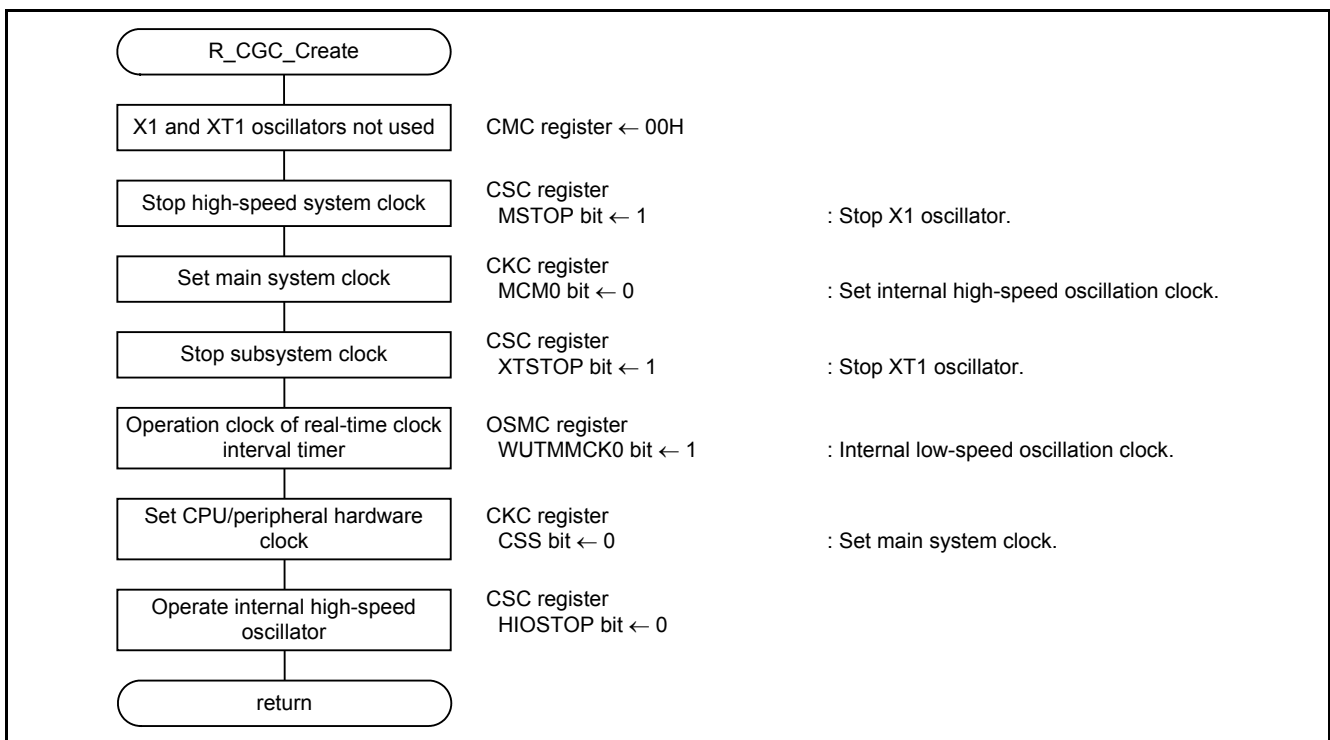 R_CGC_Create
X1 and XT1 oscillators not used
CMC register ← 00H
Stop high-speed system clock
CSC register
MSTOP bit ← 1 : Stop X1 oscillator.
Set main system clock
CKC register
MCM0 bit ← 0 : Set internal high-speed oscillation clock.
Stop subsystem clock
CSC register
XTSTOP bit ← 1 : Stop XT1 oscillator.
Operation clock of real-time clock
interval timer
OSMC register
WUTMMCK0 bit ← 1 : Internal low-speed oscillation clock.
Set CPU/peripheral hardware
clock
CKC register
CSS bit ← 0 : Set main system clock.
Operate internal high-speed
oscillator
CSC register
HIOSTOP bit ← 0
return